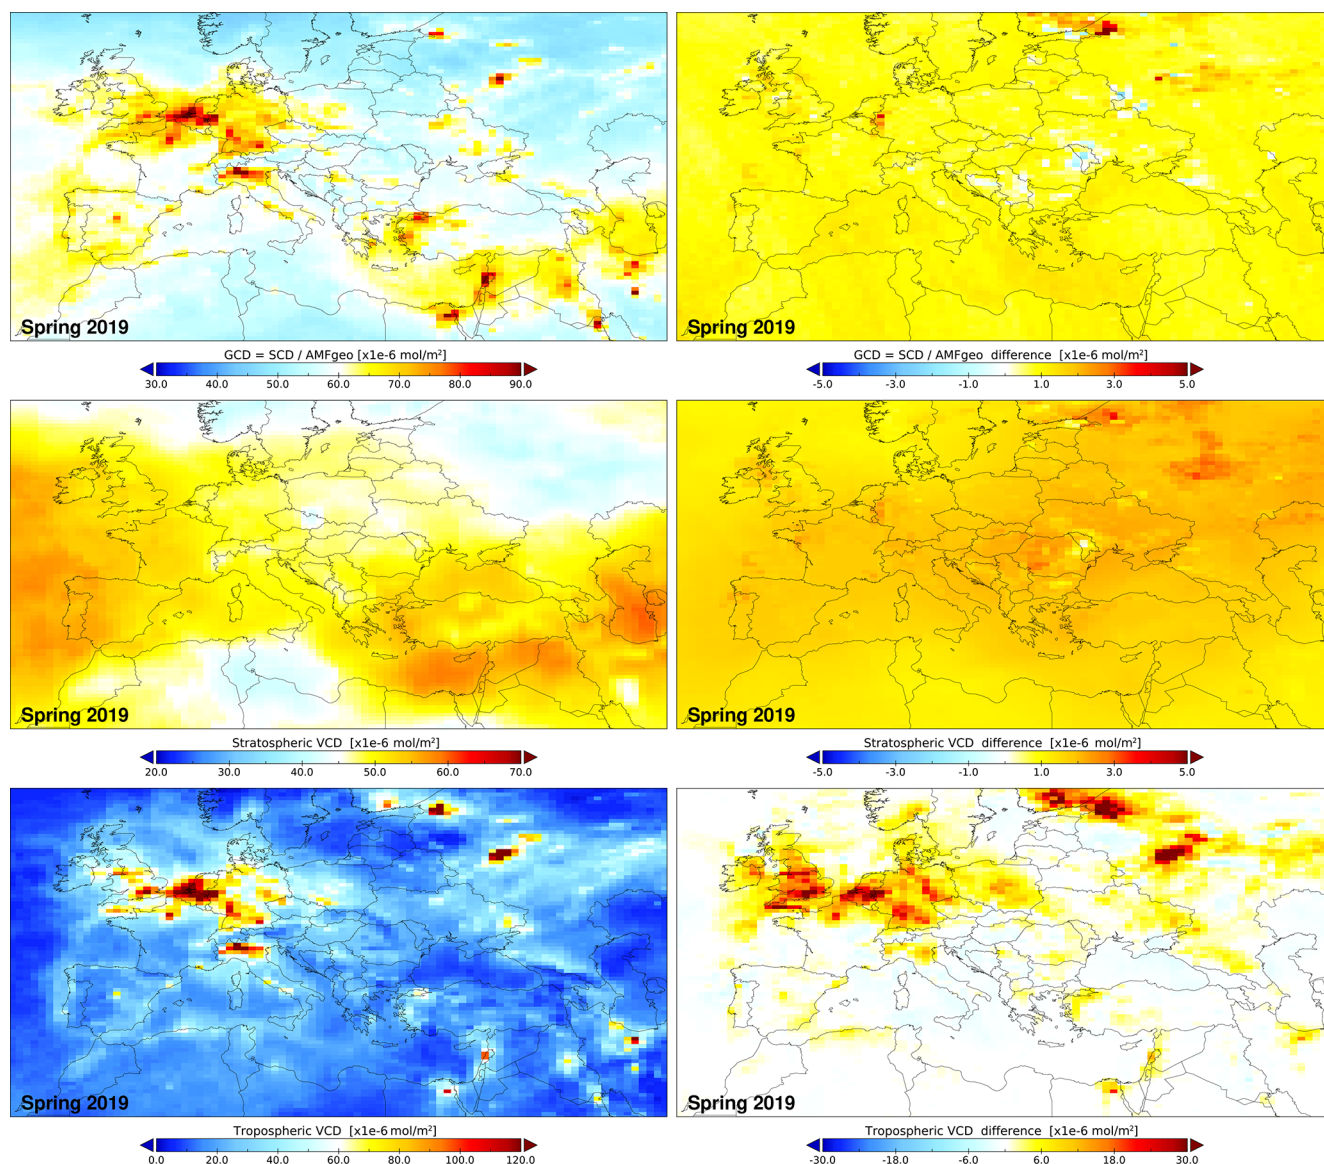 Spring 2019
Spring 2019
GCD = SCD / AMFgeo [x1e-6 mol/m²]
GCD = SCD / AMFgeo difference [x1e-6 mol/m²]
30.0 40.0 50.0 60.0 70.0 80.0 90.0
-5.0 -3.0 -1.0 1.0 3.0 5.0
Spring 2019
Spring 2019
Stratospheric VCD [x1e-6 mol/m²]
Stratospheric VCD difference [x1e-6 mol/m²]
20.0 30.0 40.0 50.0 60.0 70.0
-5.0 -3.0 -1.0 1.0 3.0 5.0
Spring 2019
Spring 2019
Tropospheric VCD [x1e-6 mol/m²]
Tropospheric VCD difference [x1e-6 mol/m²]
0.0 20.0 40.0 60.0 80.0 100.0 120.0
-30.0 -18.0 -6.0 6.0 18.0 30.0